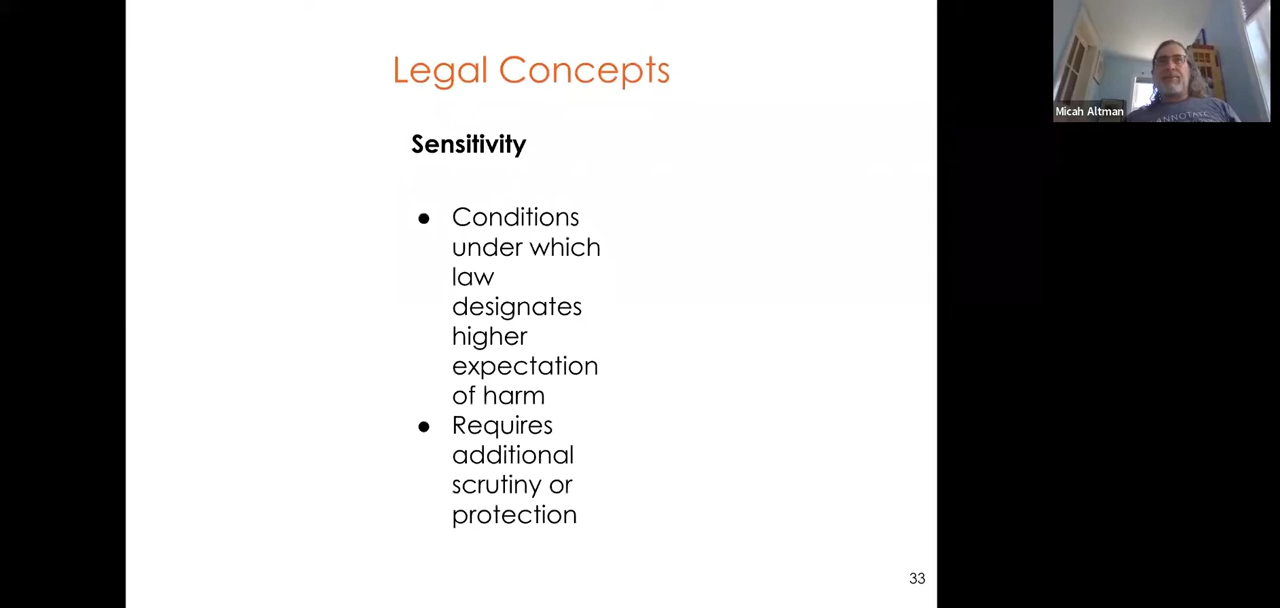 Legal Concepts
Sensitivity
● Conditions
under which
law
designates
higher
expectation
of harm
● Requires
additional
scrutiny or
protection
33
Micah Altman
ANNOTATE